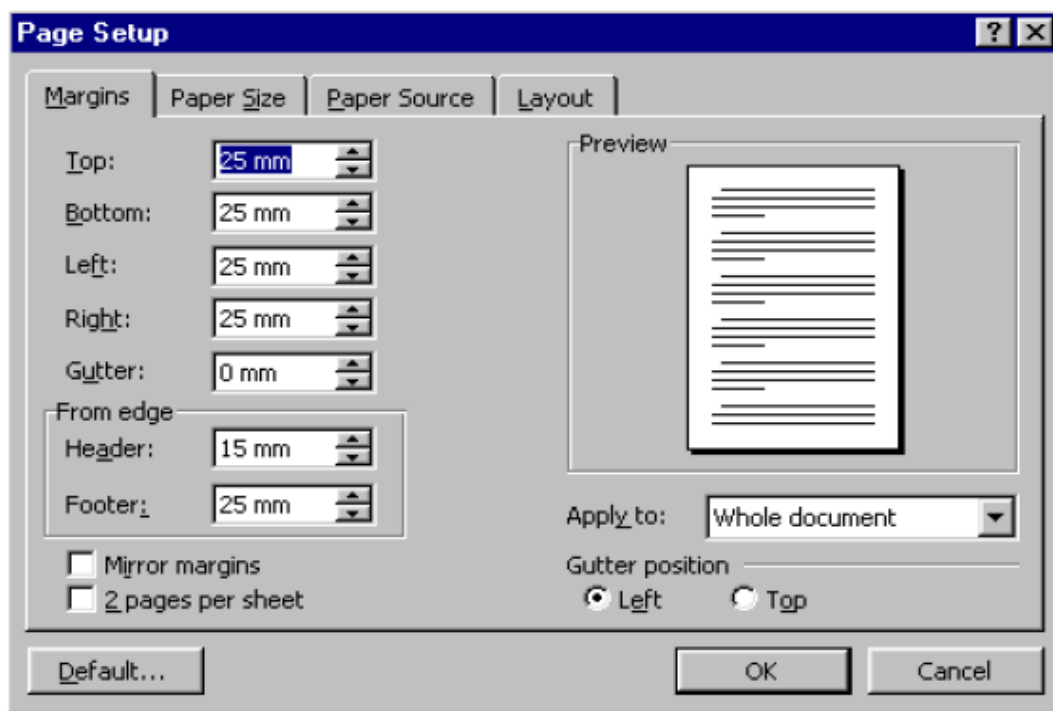 Page Setup
Margins Paper Size Paper Source Layout
Top: 25 mm
Bottom: 25 mm
Left: 25 mm
Right: 25 mm
Gutter: 0 mm
From edge
Header: 15 mm
Footer: 25 mm
Mirror margins
2 pages per sheet
Preview
Apply to: Whole document
Gutter position
Left Top
Default... OK Cancel